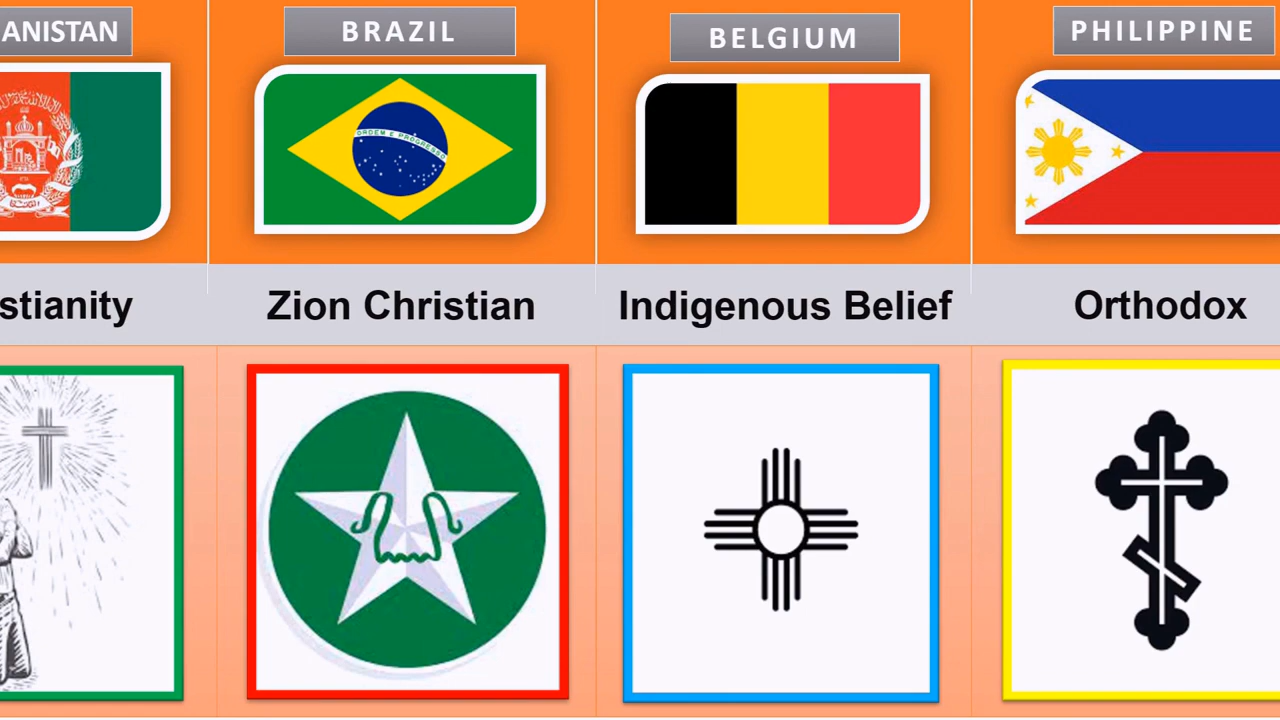 ANISTAN
BRAZIL
BELGIUM
PHILIPPINE
ORDEM E PROGRESSO
stianity
Zion Christian
Indigenous Belief
Orthodox